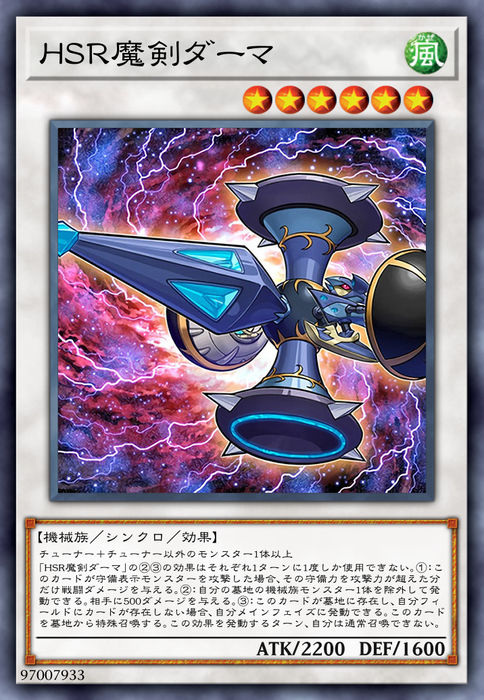 HSR魔剣ダーマ
かぜ
風
【機械族／シンクロ／効果】
チューナー＋チューナー以外のモンスター1体以上
「HSR魔剣ダーマ」の②③の効果はそれぞれ1ターンに1度しか使用できない。①：こ
のカードが守備表示モンスターを攻撃した場合、その守備力を攻撃力が超えた分
だけ戦闘ダメージを与える。②：自分の墓地の機械族モンスター1体を除外して発
動できる。相手に500ダメージを与える。③：このカードが墓地に存在し、自分フィ
ールドにカードが存在しない場合、自分メインフェイズに発動できる。このカード
を墓地から特殊召喚する。この効果を発動するターン、自分は通常召喚できない。
ATK/2200 DEF/1600
97007933